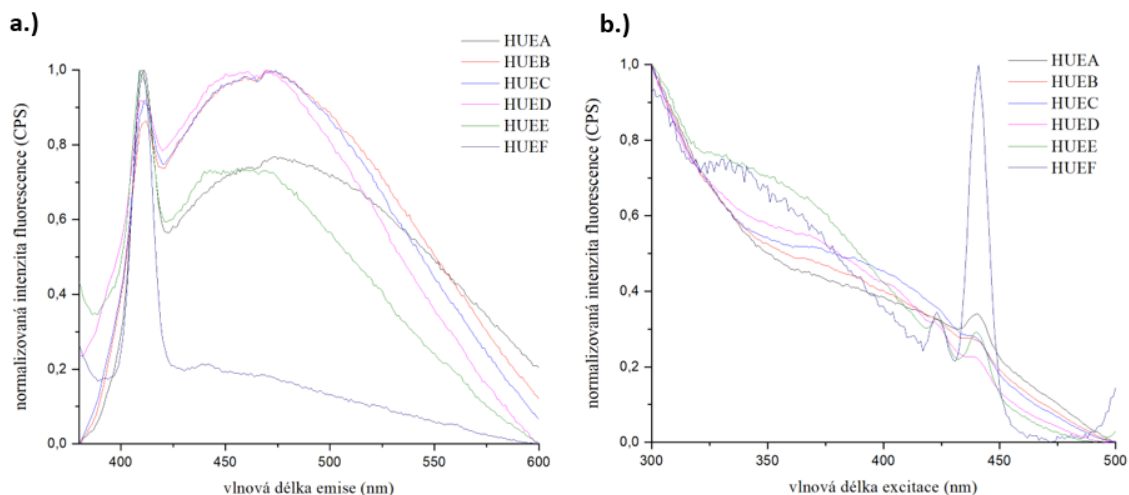 a.)
HUEA
HUEB
HUEC
HUED
HUEE
HUEF
1,0
0,8
0,6
0,4
0,2
0,0
normalizovaná intenzita fluorescence (CPS)
400 450 500 550 600
vlnová délka emise (nm)
b.)
HUEA
HUEB
HUEC
HUED
HUEE
HUEF
1,0
0,8
0,6
0,4
0,2
0,0
normalizovaná intenzita fluorescence (CPS)
300 350 400 450 500
vlnová délka excitace (nm)